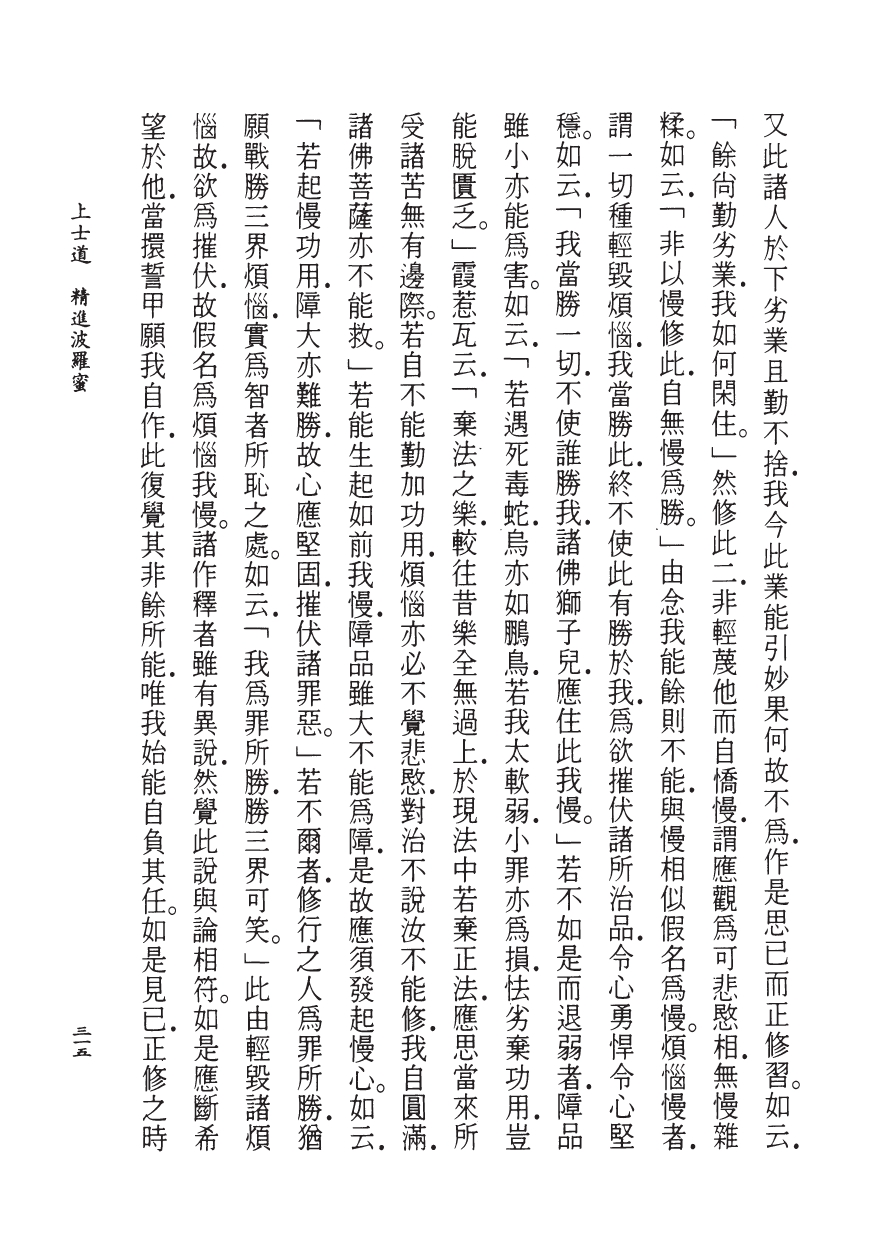 又此諸人於下劣業且勤不捨．我今此業能引妙果何故不爲．作是思已而正修習。如云．
「餘尙勤劣業．我如何閑住。」然修此二．非輕蔑他而自憍慢．謂應觀爲可悲愍相．無慢雜
糅。如云．「非以慢修此．自無慢爲勝。」由念我能餘則不能．與慢相似假名爲慢。煩惱慢者．
謂一切種輕毀煩惱．我當勝此．終不使此有勝於我．爲欲摧伏諸所治品．令心勇悍令心堅
穩。如云．「我當勝一切．不使誰勝我．諸佛獅子兒．應住此我慢。」若不如是而退弱者．障品
雖小亦能爲害。如云．「若遇死毒蛇．烏亦如鵬鳥．若我太軟弱．小罪亦爲損．怯劣棄功用．豈
能脫匱乏。」霞惹瓦云．「棄法之樂．較往昔樂全無過上．於現法中若棄正法．應思當來所
受諸苦無有邊際。若自不能勤加功用．煩惱亦必不覺悲愍．對治不說汝不能修．我自圓滿．
諸佛菩薩亦不能救。」若能生起如前我慢．障品雖大不能爲障．是故應須發起慢心。如云．
「若起慢功用．障大亦難勝．故心應堅固．摧伏諸罪惡。」若不爾者．修行之人爲罪所勝．猶
願戰勝三界煩惱．實爲智者所恥之處。如云．「我爲罪所勝．勝三界可笑。」此由輕毀諸煩
惱故．欲爲摧伏．故假名爲煩惱我慢。諸作釋者雖有異說．然覺此說與論相符。如是應斷希
望於他．當擐誓甲願我自作．此復覺其非餘所能．唯我始能自負其任。如是見已．正修之時
上士道　精進波羅蜜
三一五